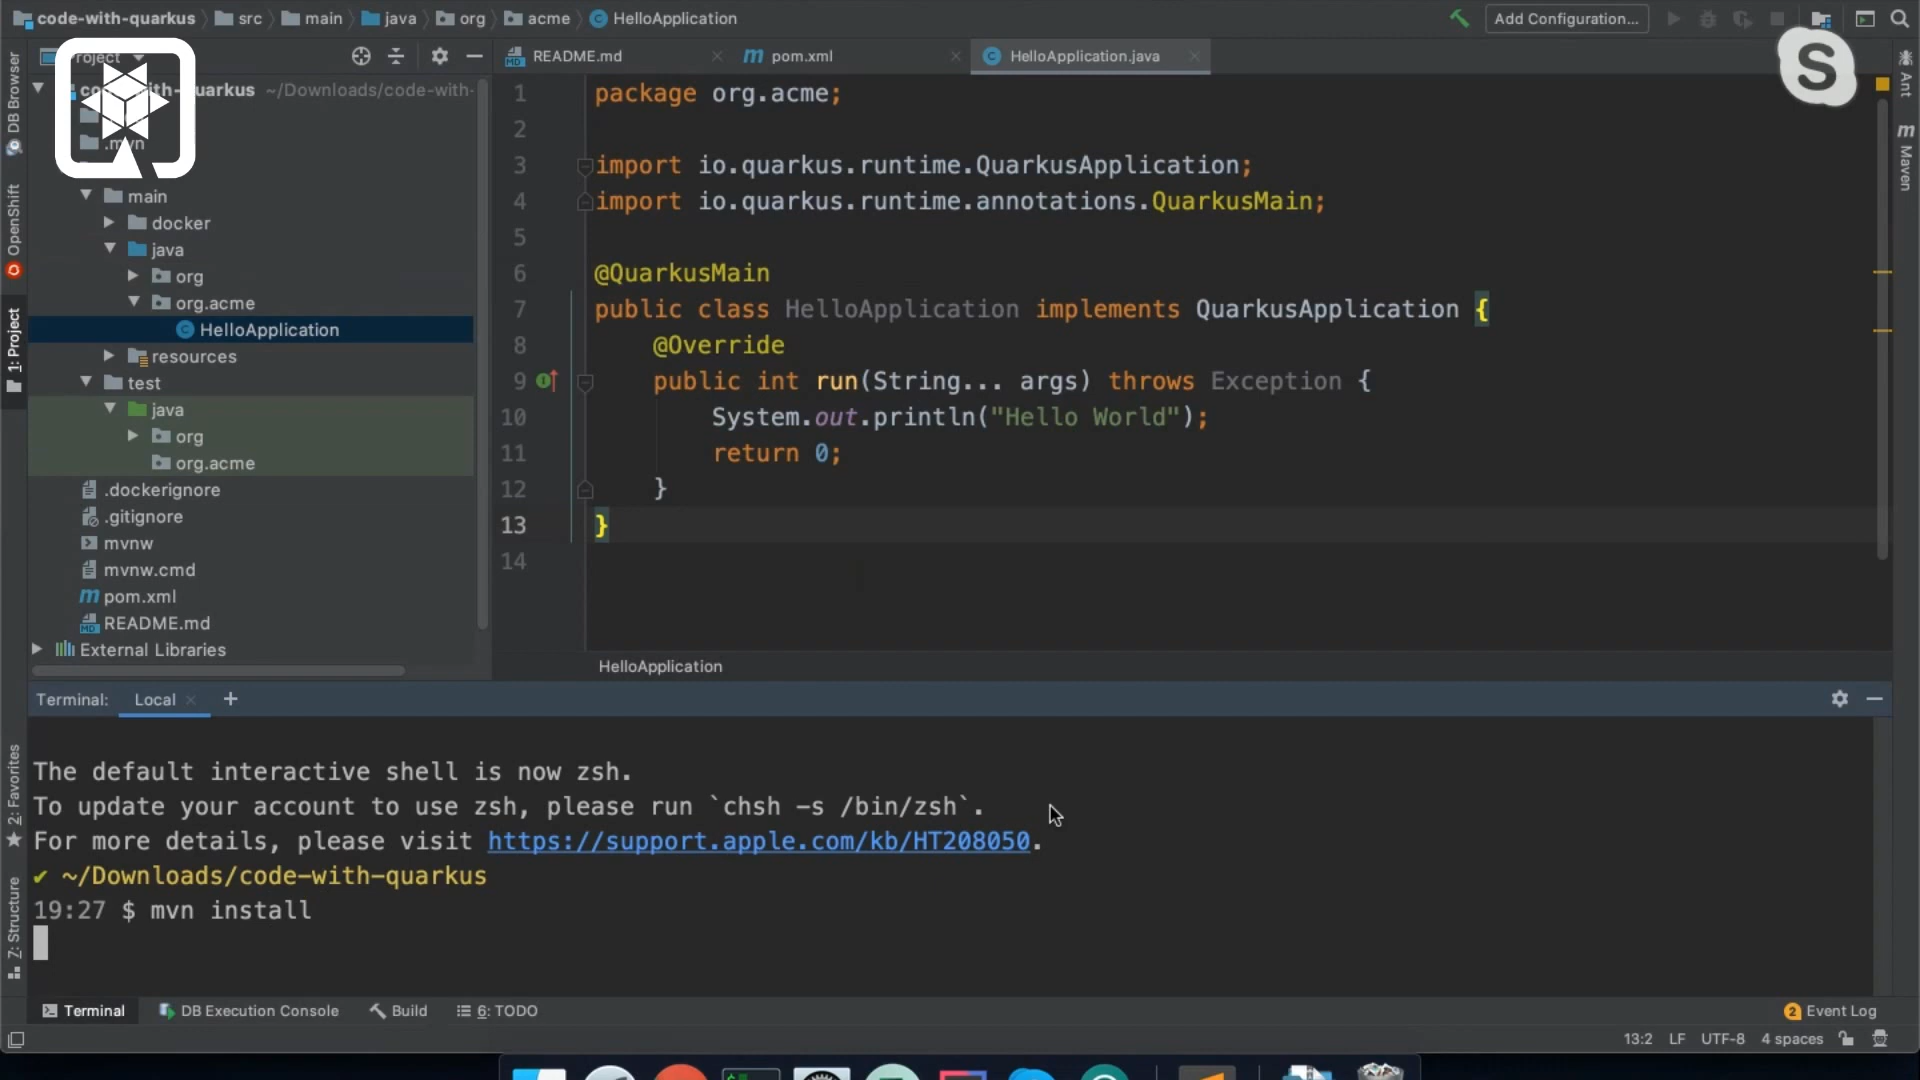 code-with-quarkus src main java org acme HelloApplication
Add Configuration...
roject
README.md
pom.xml
HelloApplication.java
DB Browser
OpenShift
1: Project
2: Favorites
Z: Structure
Ant
Maven
co th-quarkus ~/Downloads/code-with-
.mvn
main
docker
java
org
org.acme
HelloApplication
resources
test
java
org
org.acme
.dockerignore
.gitignore
mvnw
mvnw.cmd
pom.xml
README.md
External Libraries
1 package org.acme;
2
3 import io.quarkus.runtime.QuarkusApplication;
4 import io.quarkus.runtime.annotations.QuarkusMain;
5
6 @QuarkusMain
7 public class HelloApplication implements QuarkusApplication {
8 @Override
9 public int run(String... args) throws Exception {
10 System.out.println("Hello World");
11 return 0;
12 }
13 }
14
HelloApplication
Terminal: Local +
The default interactive shell is now zsh.
To update your account to use zsh, please run `chsh -s /bin/zsh`.
For more details, please visit https://support.apple.com/kb/HT208050.
✔ ~/Downloads/code-with-quarkus
19:27 $ mvn install
Terminal DB Execution Console Build 6: TODO
2 Event Log
13:2 LF UTF-8 4 spaces